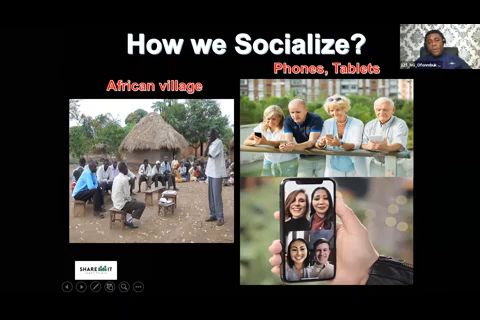 How we Socialize?
Phones, Tablets
African village
SHARE IT